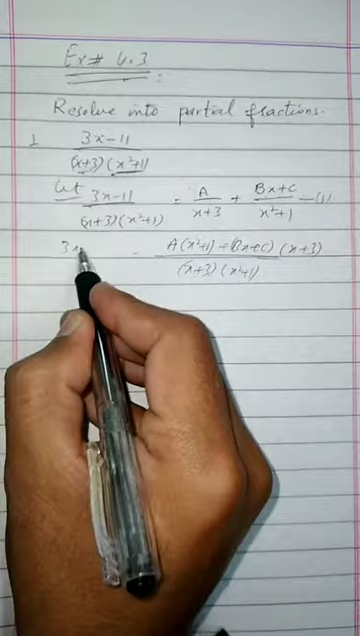 Ex# 4.3
Resolve into partial fractions.
1 3x-11 / (x+3)(x²+1)
Let 3x-11 / (x+3)(x²+1) = A / x+3 + Bx+C / x²+1 —(1)
3x = A(x²+1)+(Bx+C)(x+3) / (x+3)(x²+1)